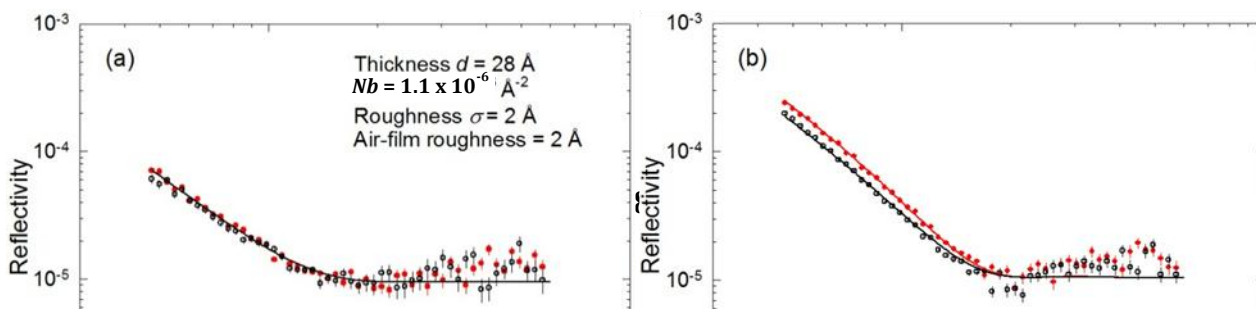 10⁻³
(a)
Thickness d = 28 Å
Nb = 1.1 x 10⁻⁶ Å⁻²
Roughness σ = 2 Å
Air-film roughness = 2 Å
10⁻⁴
10⁻⁵
Reflectivity
10⁻³
(b)
10⁻⁴
10⁻⁵
Reflectivity